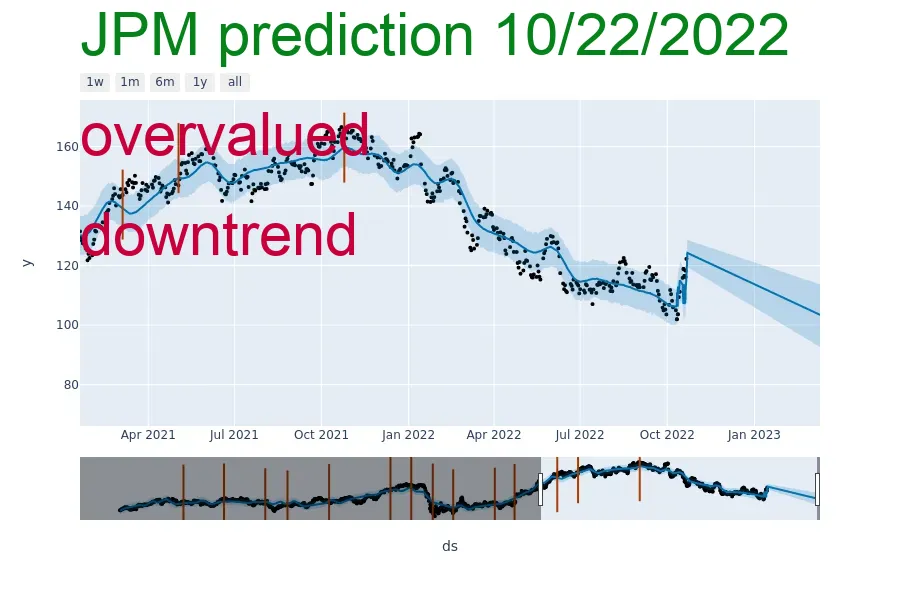 JPM prediction 10/22/2022
1w 1m 6m 1y all
overvalued
downtrend
160
140
120
100
80
y
Apr 2021 Jul 2021 Oct 2021 Jan 2022 Apr 2022 Jul 2022 Oct 2022 Jan 2023
ds